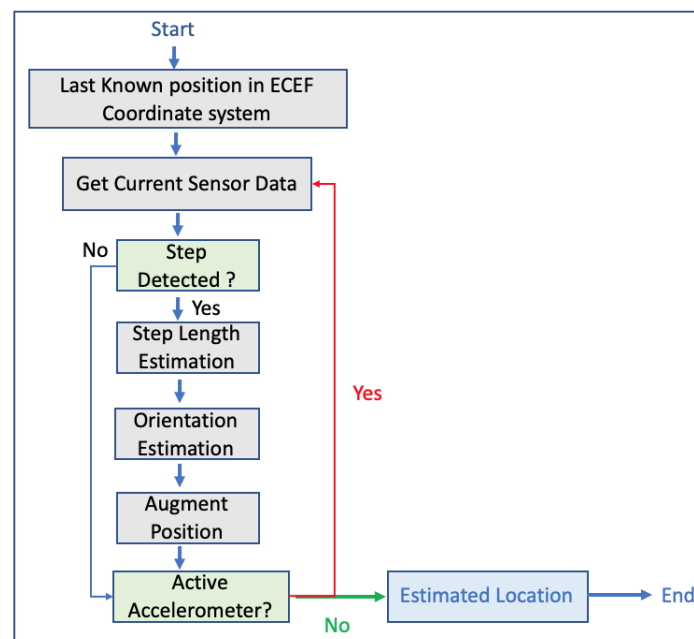 Start
Last Known position in ECEF
Coordinate system
Get Current Sensor Data
No
Step
Detected ?
Yes
Step Length
Estimation
Yes
Orientation
Estimation
Augment
Position
Active
Accelerometer?
Estimated Location
End
No